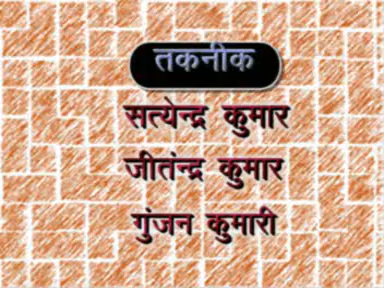 तकनीक
सत्येन्द्र कुमार
जीतंन्द्र कुमार
गुंजन कुमारी